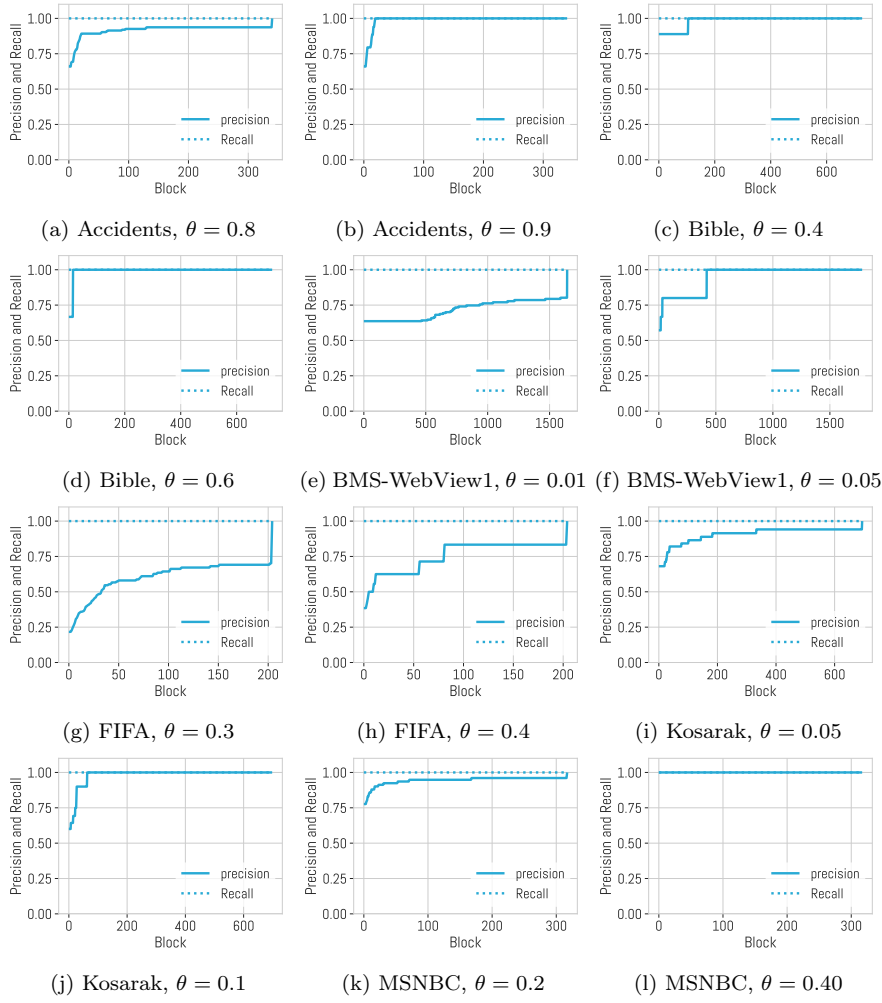 1.00
0.75
0.50
0.25
0.00
Precision and Recall
precision
Recall
0 100 200 300
Block
(a) Accidents, θ = 0.8
1.00
0.75
0.50
0.25
0.00
Precision and Recall
precision
Recall
0 100 200 300
Block
(b) Accidents, θ = 0.9
1.00
0.75
0.50
0.25
0.00
Precision and Recall
precision
Recall
0 200 400 600
Block
(c) Bible, θ = 0.4
1.00
0.75
0.50
0.25
0.00
Precision and Recall
precision
Recall
0 200 400 600
Block
(d) Bible, θ = 0.6
1.00
0.75
0.50
0.25
0.00
Precision and Recall
precision
Recall
0 500 1000 1500
Block
(e) BMS-WebView1, θ = 0.01
1.00
0.75
0.50
0.25
0.00
Precision and Recall
precision
Recall
0 500 1000 1500
Block
(f) BMS-WebView1, θ = 0.05
1.00
0.75
0.50
0.25
0.00
Precision and Recall
precision
Recall
0 50 100 150 200
Block
(g) FIFA, θ = 0.3
1.00
0.75
0.50
0.25
0.00
Precision and Recall
precision
Recall
0 50 100 150 200
Block
(h) FIFA, θ = 0.4
1.00
0.75
0.50
0.25
0.00
Precision and Recall
precision
Recall
0 200 400 600
Block
(i) Kosarak, θ = 0.05
1.00
0.75
0.50
0.25
0.00
Precision and Recall
precision
Recall
0 200 400 600
Block
(j) Kosarak, θ = 0.1
1.00
0.75
0.50
0.25
0.00
Precision and Recall
precision
Recall
0 100 200 300
Block
(k) MSNBC, θ = 0.2
1.00
0.75
0.50
0.25
0.00
Precision and Recall
precision
Recall
0 100 200 300
Block
(l) MSNBC, θ = 0.40